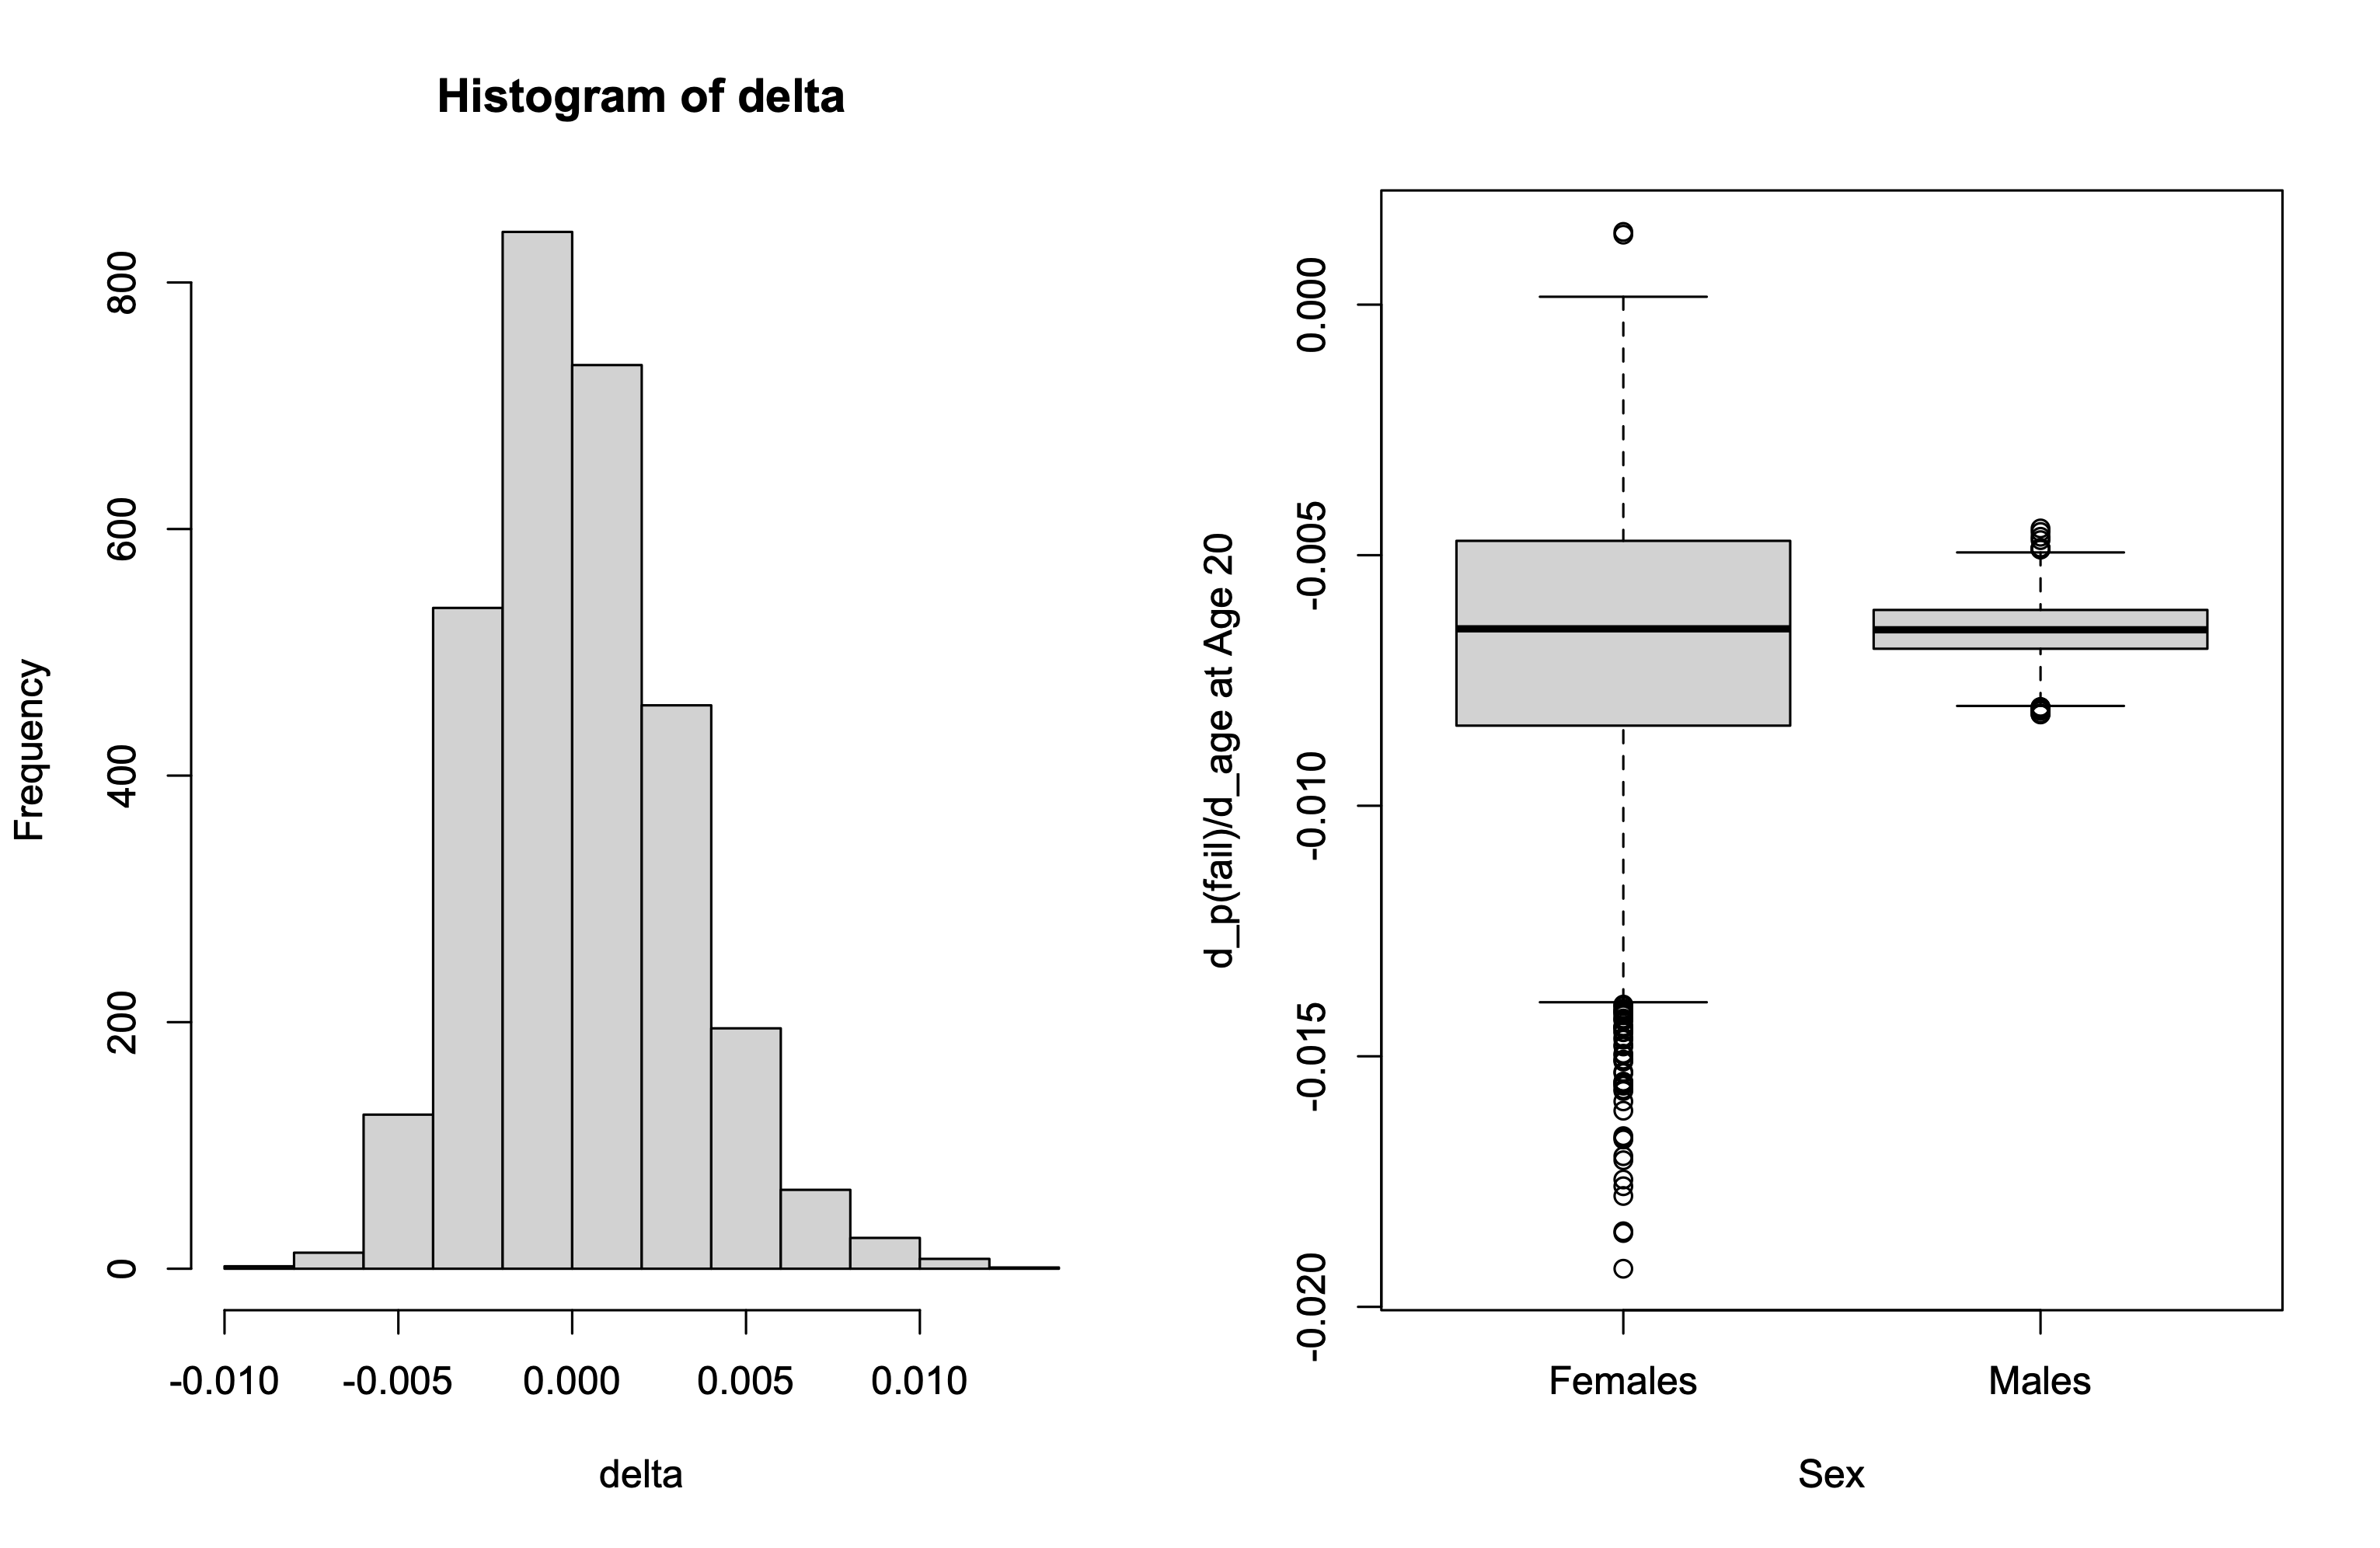 Histogram of delta
Frequency
0
200
400
600
800
-0.010
-0.005
0.000
0.005
0.010
delta
d_p(fail)/d_age at Age 20
-0.020
-0.015
-0.010
-0.005
0.000
Females
Males
Sex